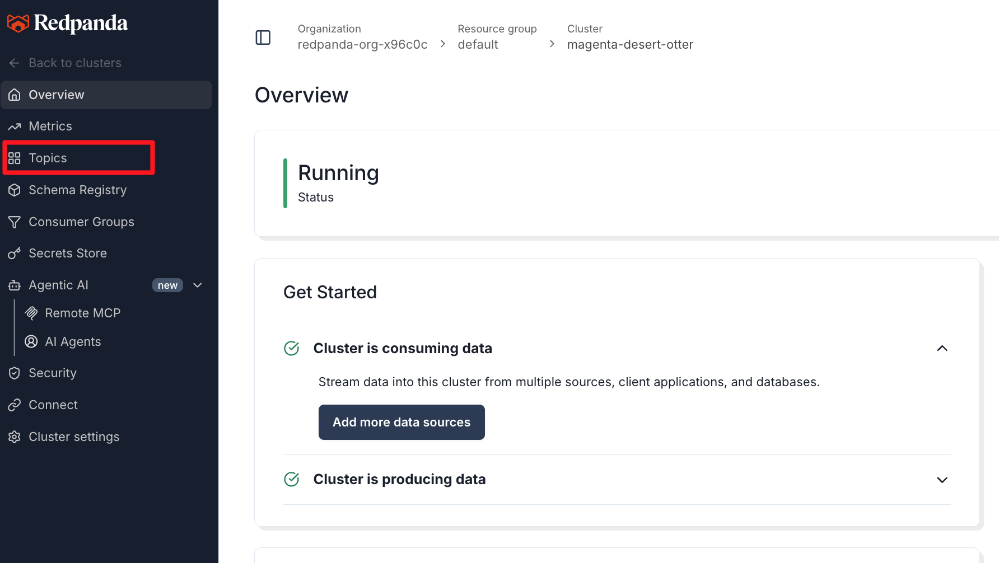 Redpanda
Back to clusters
Overview
Metrics
Topics
Schema Registry
Consumer Groups
Secrets Store
Agentic AI new
Remote MCP
AI Agents
Security
Connect
Cluster settings
Organization
redpanda-org-x96c0c
Resource group
default
Cluster
magenta-desert-otter
Overview
Running
Status
Get Started
Cluster is consuming data
Stream data into this cluster from multiple sources, client applications, and databases.
Add more data sources
Cluster is producing data